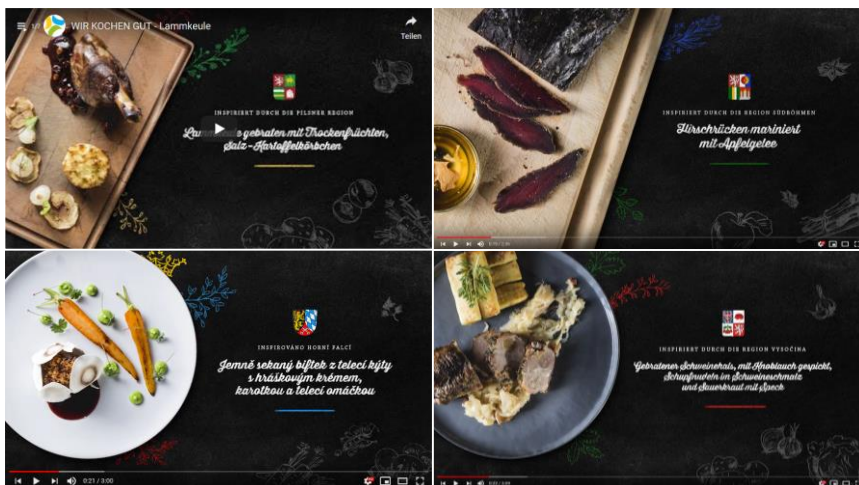 WIR KOCHEN GUT - Lammkeule
Teilen
INSPIRIERT DURCH DIE PILSNER REGION
gebraten mit Trockenfrüchten,
Salz-Kartoffelkörbchen
INSPIRIERT DURCH DIE REGION SÜDBÖHMEN
Hirschrücken mariniert
mit Apfelgelee
INSPIROVÁNO HORNÍ FALCÍ
Jemně sekaný biftek z telecí kýty
s hráškovým krémem,
karotkou a telecí omáčkou
0:21 / 3:00
INSPIRIERT DURCH DIE REGION VYSOČINA
Gebratener Schweinehals, mit Knoblauch gespickt,
Schupfnudeln im Schweineschmalz
und Sauerkraut mit Speck